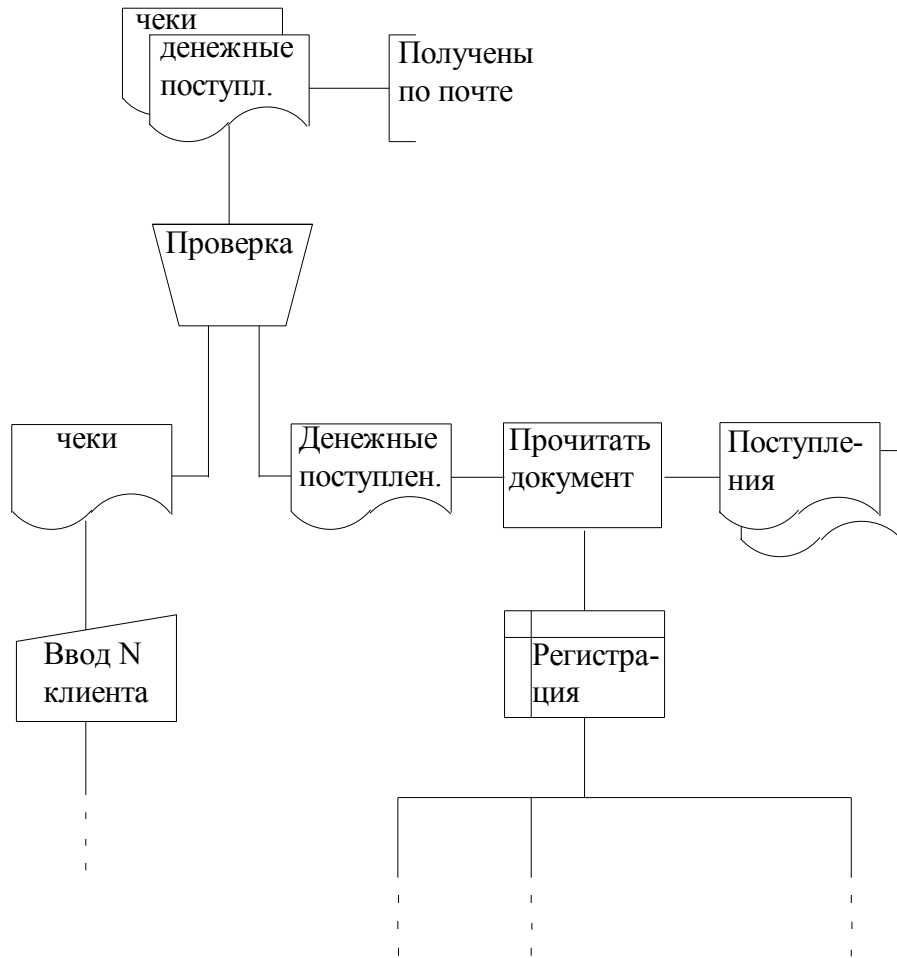 чеки
денежные
поступл.
Получены
по почте
Проверка
чеки
Денежные
поступлен.
Прочитать
документ
Поступле-
ния
Ввод N
клиента
Регистра-
ция